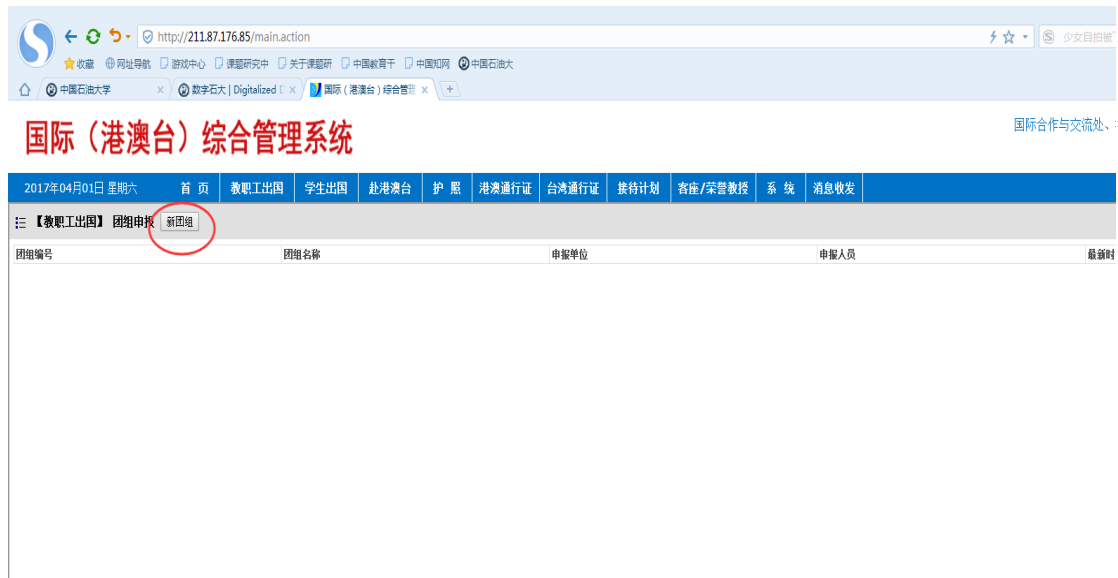 http://211.87.176.85/main.action
少女自拍被
收藏 网址导航 游戏中心 课题研究中 关于课题研 中国教育干 中国知网 中国石油大
中国石油大学 × 数字石大 | Digitalized × 国际（港澳台）综合管理 × +
国际（港澳台）综合管理系统
国际合作与交流处、
2017年04月01日 星期六 首 页 教职工出国 学生出国 赴港澳台 护 照 港澳通行证 台湾通行证 接待计划 客座/荣誉教授 系 统 消息收发
【教职工出国】 团组申报 新团组
团组编号 团组名称 申报单位 申报人员 最新时